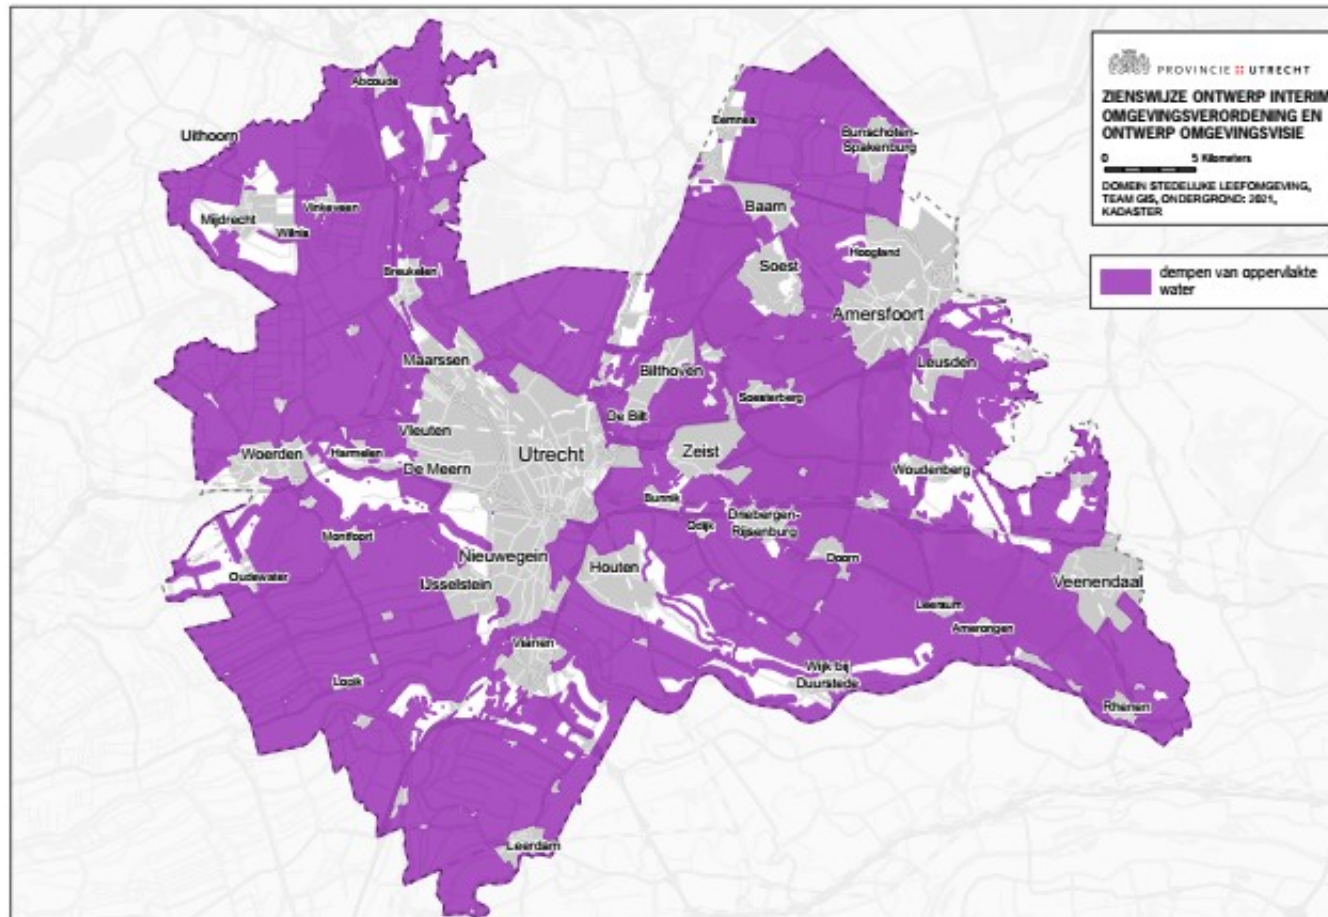 PROVINCIE UTRECHT
ZIENSWIJZE ONTWERP INTERIM
OMGEVINGSVERORDENING EN
ONTWERP OMGEVINGSVISIE
0 5 Kilometers
DOMEIN STEDELIJKE LEEFOMGEVING,
TEAM GIS, ONDERGROND: 2021,
KADASTER
dempen van oppervlakte
water
Abcoude
Uithoorn
Eemnes
Bunschoten-
Spakenburg
Mijdrecht
Vinkeveen
Wilnis
Baarn
Breukelen
Soest
Hoogland
Amersfoort
Maarssen
Bilthoven
Leusden
Soesterberg
De Bilt
Vleuten
Utrecht
Zeist
Woerden
Harmelen
De Meern
Woudenberg
Bunnik
Odijk
Driebergen-
Rijsenburg
Montfoort
Nieuwegein
Doorn
Oudewater
IJsselstein
Houten
Veenendaal
Leersum
Amerongen
Vianen
Wijk bij
Duurstede
Lopik
Rhenen
Leerdam